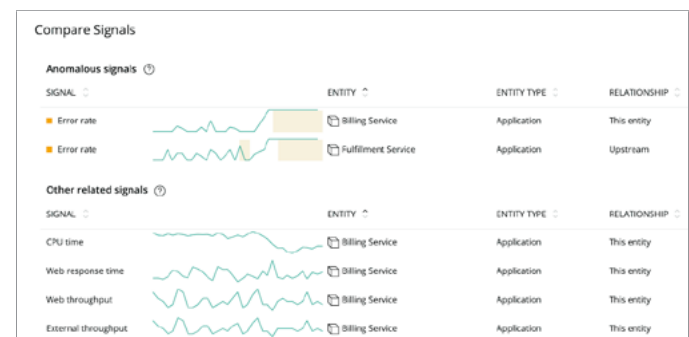 Compare Signals
Anomalous signals ?
SIGNAL ENTITY ENTITY TYPE RELATIONSHIP
Error rate Billing Service Application This entity
Error rate Fulfillment Service Application Upstream
Other related signals ?
SIGNAL ENTITY ENTITY TYPE RELATIONSHIP
CPU time Billing Service Application This entity
Web response time Billing Service Application This entity
Web throughput Billing Service Application This entity
External throughput Billing Service Application This entity